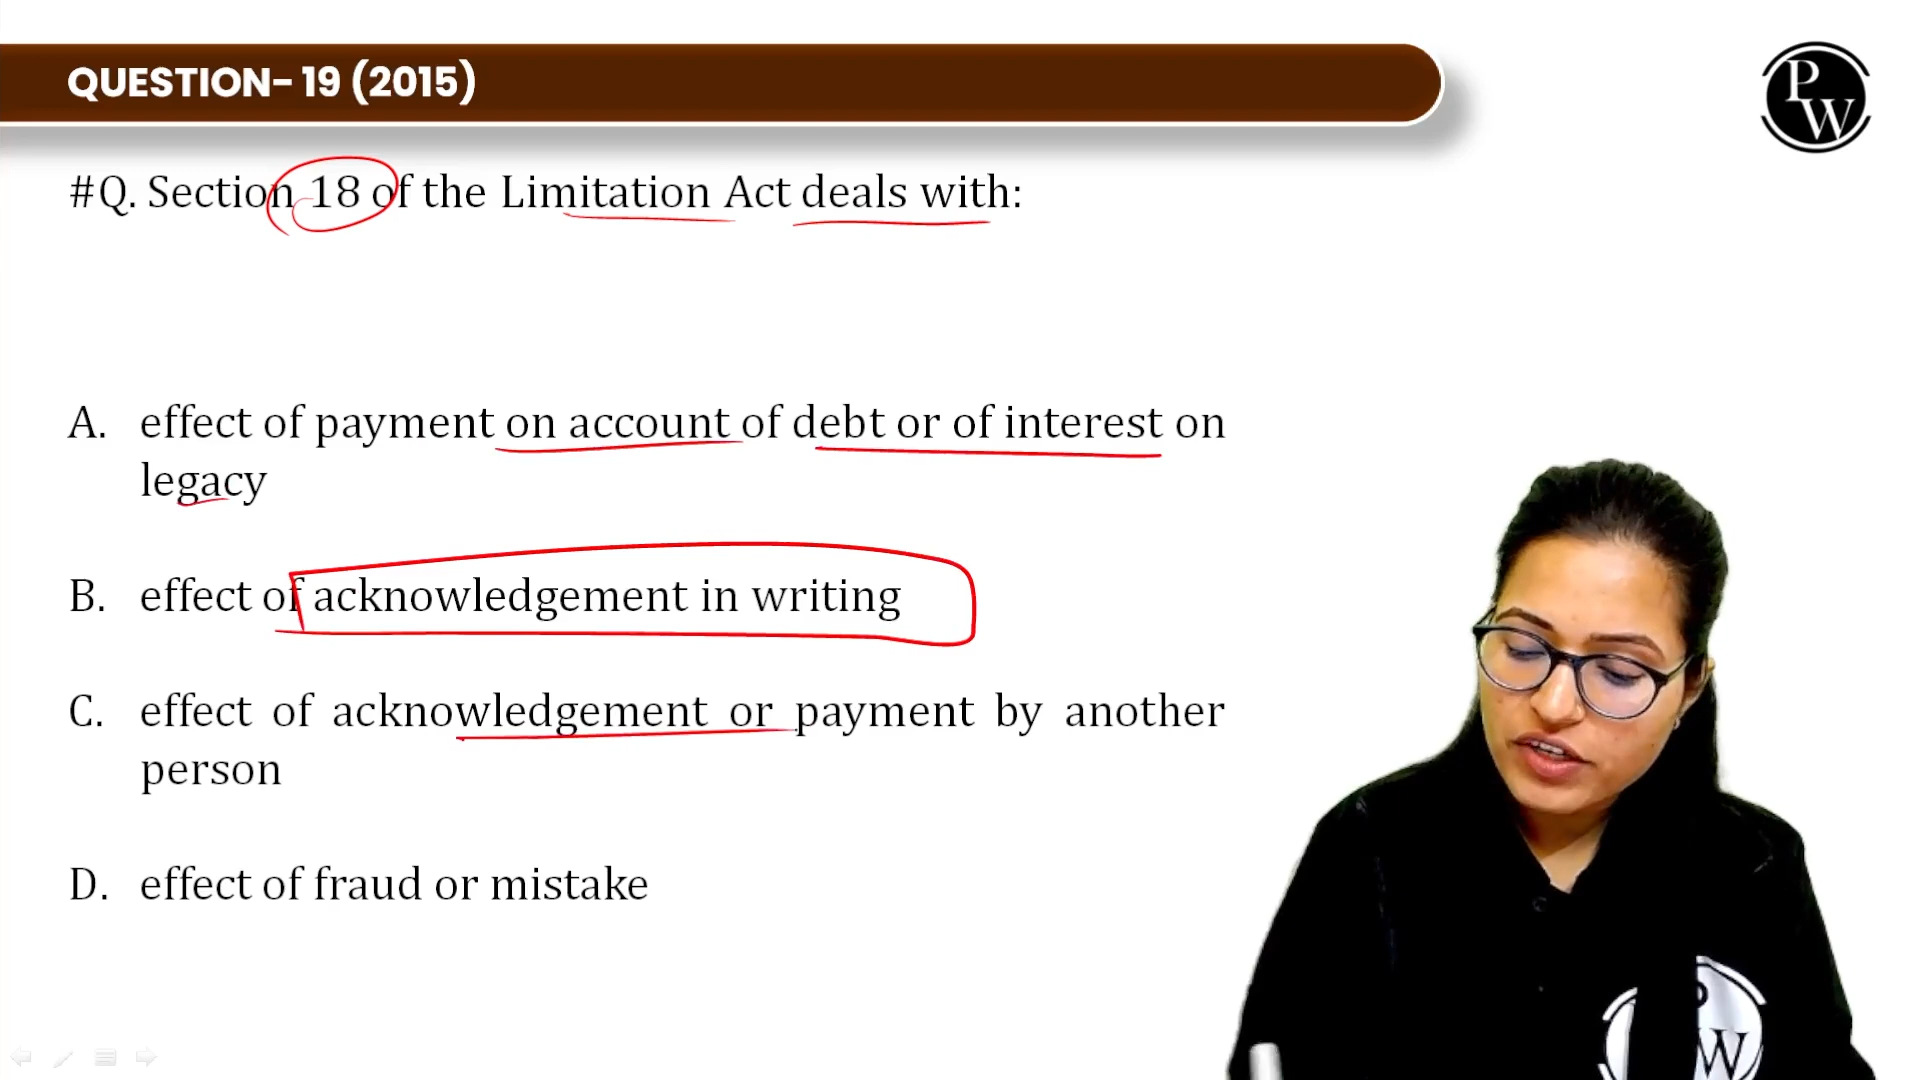 QUESTION- 19 (2015)
P
W
#Q. Section 18 of the Limitation Act deals with:
A. effect of payment on account of debt or of interest on
legacy
B. effect of acknowledgement in writing
C. effect of acknowledgement or payment by another
person
D. effect of fraud or mistake
W